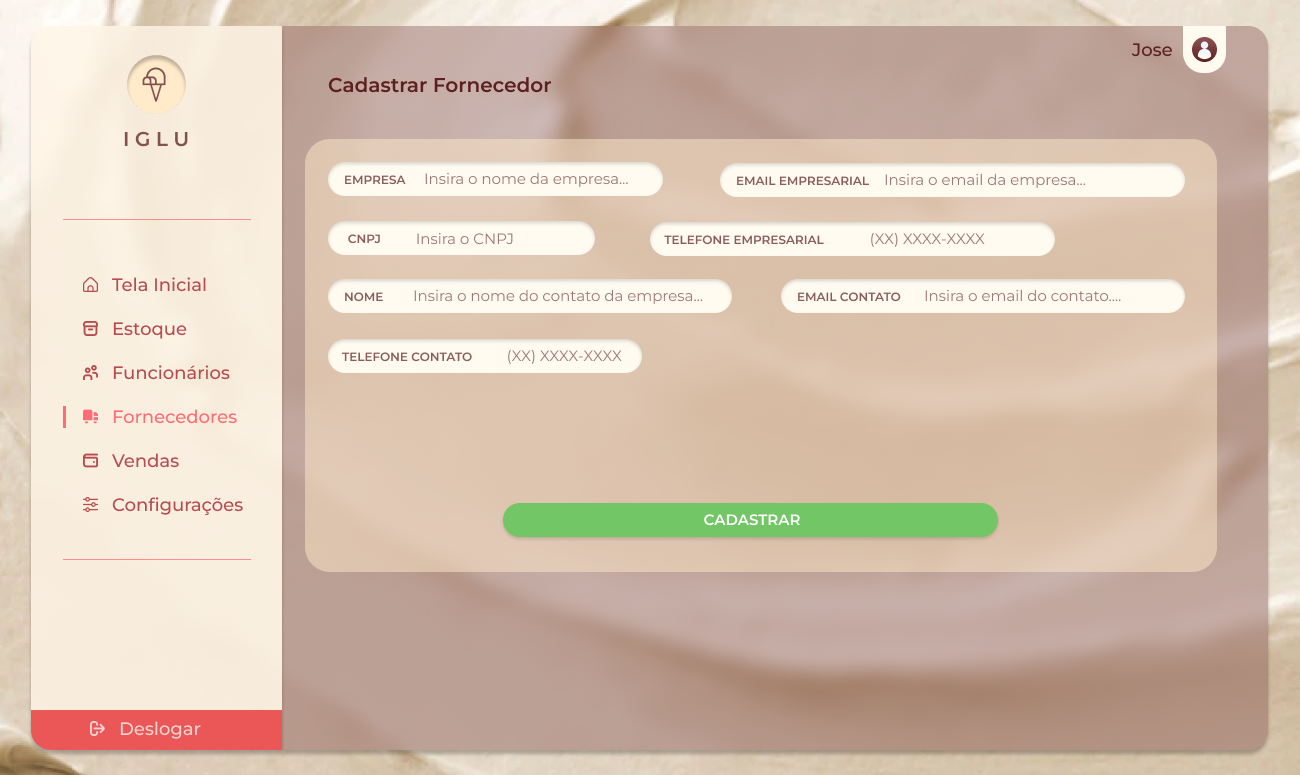 IGLU
Tela Inicial
Estoque
Funcionários
Fornecedores
Vendas
Configurações
Deslogar
Jose
Cadastrar Fornecedor
EMPRESA Insira o nome da empresa...
EMAIL EMPRESARIAL Insira o email da empresa...
CNPJ Insira o CNPJ
TELEFONE EMPRESARIAL (XX) XXXX-XXXX
NOME Insira o nome do contato da empresa...
EMAIL CONTATO Insira o email do contato....
TELEFONE CONTATO (XX) XXXX-XXXX
CADASTRAR